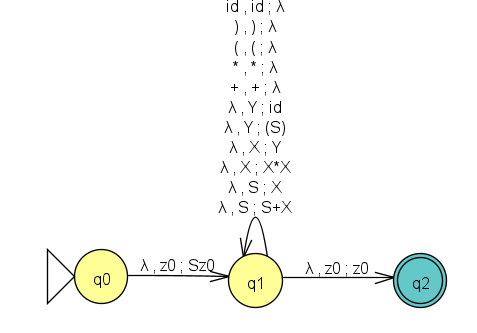 id , id ; λ
) , ) ; λ
( , ( ; λ
* , * ; λ
+ , + ; λ
λ , Y ; id
λ , Y ; (S)
λ , X ; Y
λ , X ; X*X
λ , S ; X
λ , S ; S+X
λ , z0 ; Sz0
λ , z0 ; z0
q0
q1
q2